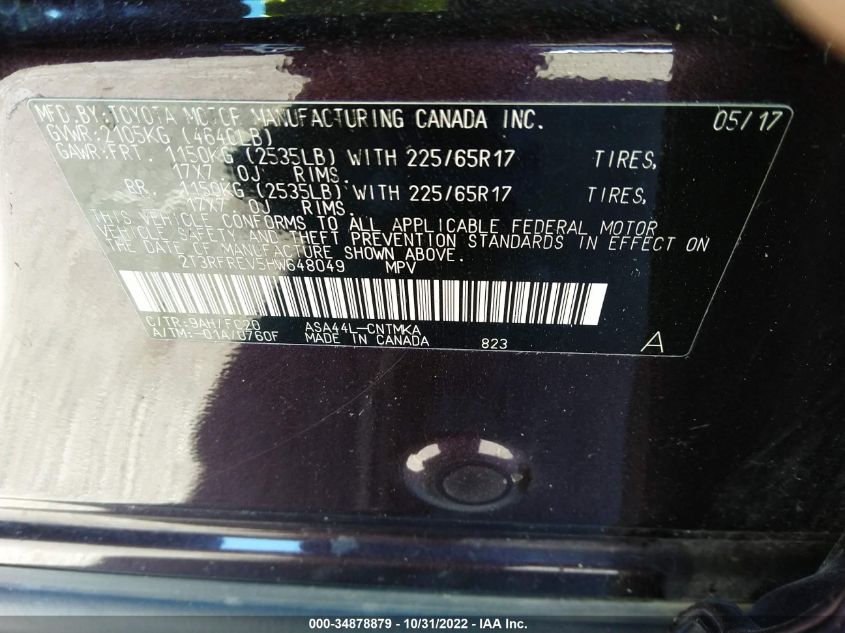 MFD. BY: TOYOTA MOTOR MANUFACTURING CANADA INC. 05/17
GVWR: 2105KG (4640LB)
GAWR: FRT. 1150KG (2535LB) WITH 225/65R17 TIRES,
17X7 0J RIMS.
RR. 1150KG (2535LB) WITH 225/65R17 TIRES,
17X7 0J RIMS.
THIS VEHICLE CONFORMS TO ALL APPLICABLE FEDERAL MOTOR
VEHICLE SAFETY AND THEFT PREVENTION STANDARDS IN EFFECT ON
THE DATE OF MANUFACTURE SHOWN ABOVE.
2T3RFREV5HW648049 MPV
C/TR: 9AH/FC20 ASA44L-CNTMKA
A/TM: -01A/U760F MADE IN CANADA 823 A
000-34878879 - 10/31/2022 - IAA Inc.